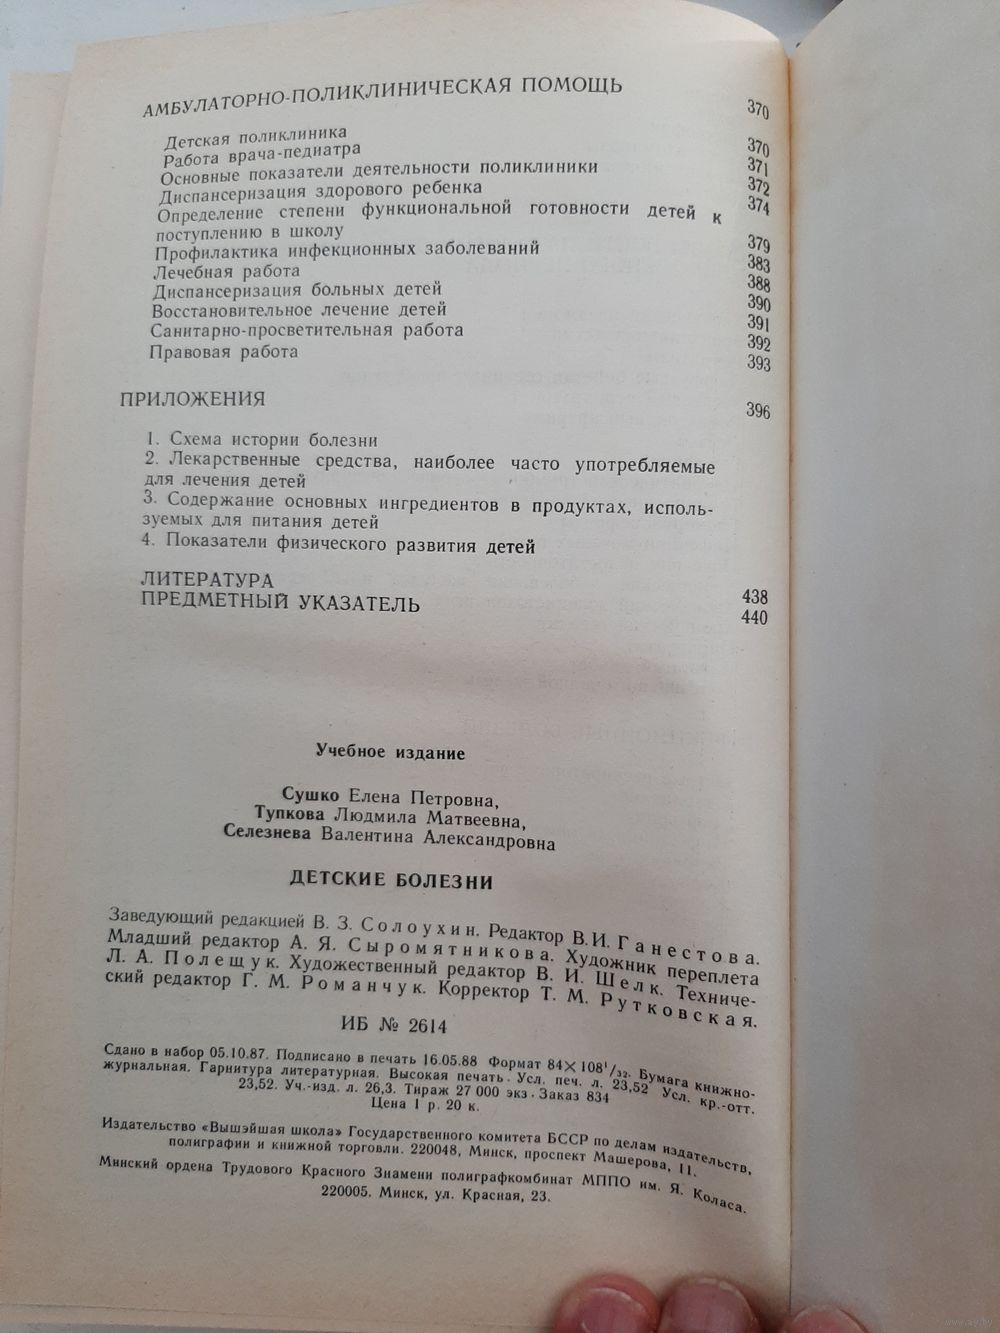 АМБУЛАТОРНО-ПОЛИКЛИНИЧЕСКАЯ ПОМОЩЬ 370
Детская поликлиника 370
Работа врача-педиатра 371
Основные показатели деятельности поликлиники 372
Диспансеризация здорового ребенка 374
Определение степени функциональной готовности детей к
поступлению в школу 379
Профилактика инфекционных заболеваний 383
Лечебная работа 388
Диспансеризация больных детей 390
Восстановительное лечение детей 391
Санитарно-просветительная работа 392
Правовая работа 393
ПРИЛОЖЕНИЯ 396
1. Схема истории болезни
2. Лекарственные средства, наиболее часто употребляемые
для лечения детей
3. Содержание основных ингредиентов в продуктах, исполь-
зуемых для питания детей
4. Показатели физического развития детей
ЛИТЕРАТУРА 438
ПРЕДМЕТНЫЙ УКАЗАТЕЛЬ 440
Учебное издание
Сушко Елена Петровна,
Тупкова Людмила Матвеевна,
Селезнева Валентина Александровна
ДЕТСКИЕ БОЛЕЗНИ
Заведующий редакцией В. З. Солоухин. Редактор В.И. Ганестова.
Младший редактор А. Я. Сыромятникова. Художник переплета
Л. А. Полещук. Художественный редактор В. И. Шелк. Техниче-
ский редактор Г. М. Романчук. Корректор Т. М. Рутковская.
ИБ № 2614
Сдано в набор 05.10.87. Подписано в печать 16.05.88 Формат 84×108¹/₃₂. Бумага книжно-
журнальная. Гарнитура литературная. Высокая печать. Усл. печ. л. 23,52 Усл. кр.-отт.
23,52. Уч.-изд. л. 26,3. Тираж 27 000 экз. Заказ 834
Цена 1 р. 20 к.
Издательство «Вышэйшая школа» Государственного комитета БССР по делам издательств,
полиграфии и книжной торговли. 220048, Минск, проспект Машерова, 11.
Минский ордена Трудового Красного Знамени полиграфкомбинат МППО им. Я. Коласа.
220005. Минск, ул. Красная, 23.